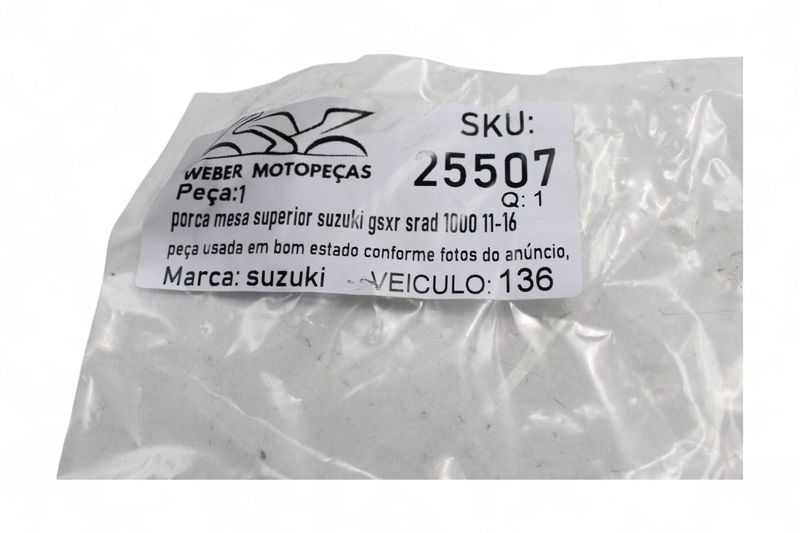 WEBER MOTOPEÇAS
SKU:
25507
Peça:1
Q: 1
porca mesa superior suzuki gsxr srad 1000 11-16
peça usada em bom estado conforme fotos do anúncio,
Marca: suzuki VEICULO: 136